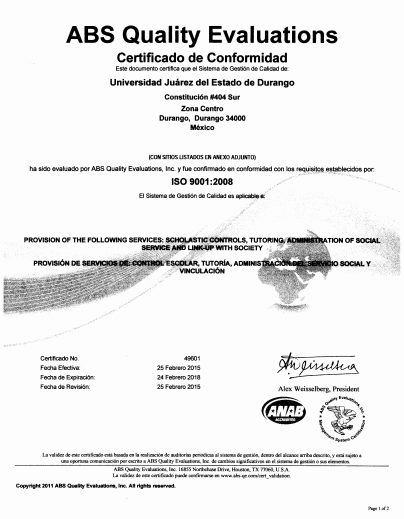 ABS Quality Evaluations
Certificado de Conformidad
Este documento certifica que el Sistema de Gestión de Calidad de:
Universidad Juárez del Estado de Durango
Constitución #404 Sur
Zona Centro
Durango, Durango 34000
México
(CON SITIOS LISTADOS EN ANEXO ADJUNTO)
ha sido evaluado por ABS Quality Evaluations, Inc. y fue confirmado en conformidad con los requisitos establecidos por:
ISO 9001:2008
El Sistema de Gestión de Calidad es aplicable a:
PROVISION OF THE FOLLOWING SERVICES: SCHOLASTIC CONTROLS, TUTORING, ADMINISTRATION OF SOCIAL
SERVICE AND LINK-UP WITH SOCIETY
PROVISIÓN DE SERVICIOS DE: CONTROL ESCOLAR, TUTORÍA, ADMINISTRACIÓN DEL SERVICIO SOCIAL Y
VINCULACIÓN
Certificado No. 49601
Fecha Efectiva: 25 Febrero 2015
Fecha de Expiración: 24 Febrero 2018
Fecha de Revisión: 25 Febrero 2015
Alex Weisselberg, President
ANAB
ACCREDITED
ABS Quality Evaluations, Inc.
Management System Certification
La validez de este certificado está basada en la realización de auditorías periódicas al sistema de gestión, dentro del alcance arriba descrito, y está sujeto a
una oportuna comunicación por escrito a ABS Quality Evaluations, Inc. de cambios significativos en el sistema de gestión o sus elementos.
ABS Quality Evaluations, Inc. 16855 Northchase Drive, Houston, TX 77060, U.S.A.
La validez de este certificado puede confirmarse en www.abs-qe.com/cert_validation.
Copyright 2011 ABS Quality Evaluations, Inc. All rights reserved.
Page 1 of 2